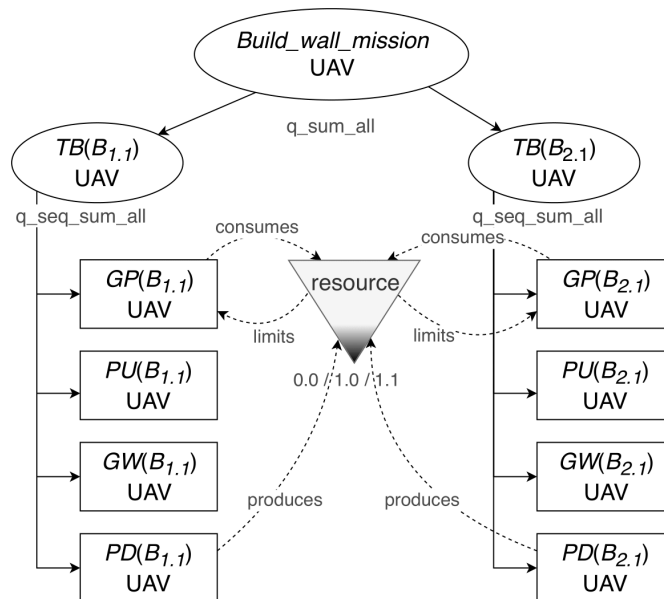 Build_wall_mission
UAV
q_sum_all
TB(B1.1)
UAV
TB(B2.1)
UAV
q_seq_sum_all
q_seq_sum_all
consumes
consumes
GP(B1.1)
UAV
resource
GP(B2.1)
UAV
limits
limits
0.0 / 1.0 / 1.1
PU(B1.1)
UAV
PU(B2.1)
UAV
GW(B1.1)
UAV
GW(B2.1)
UAV
produces
produces
PD(B1.1)
UAV
PD(B2.1)
UAV